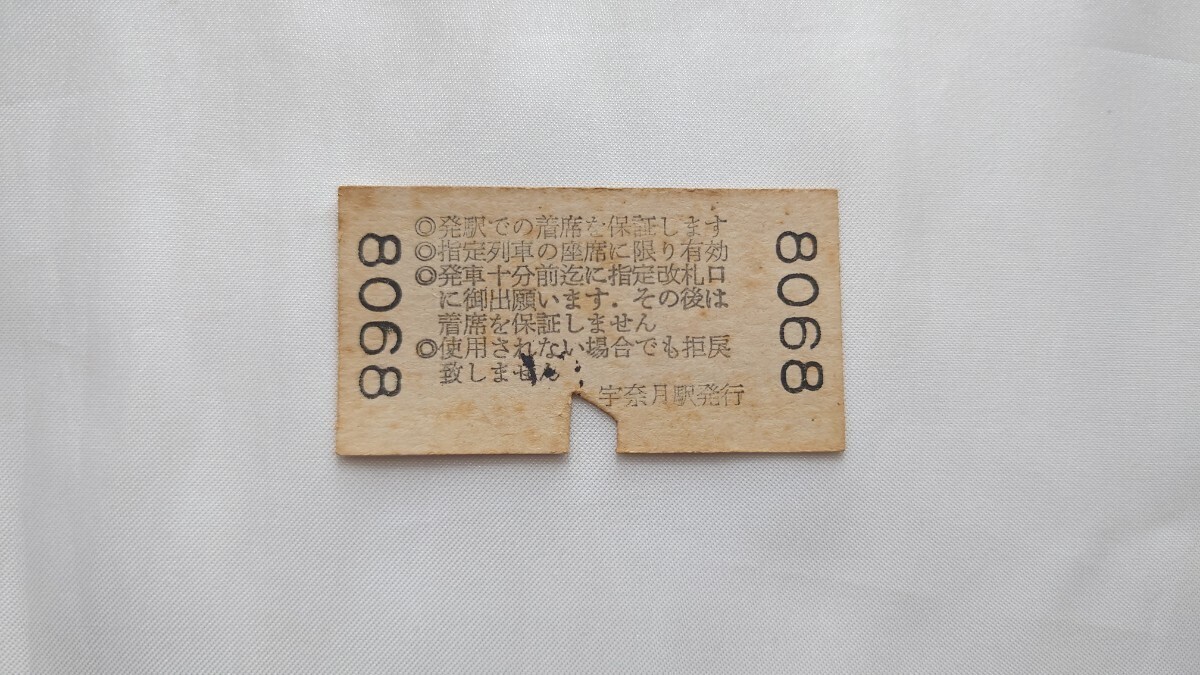 8068
◎発駅での着席を保証します
◎指定列車の座席に限り有効
◎発車十分前迄に指定改札口
に御出願います.その後は
着席を保証しません
◎使用されない場合でも拒戻
致しません
宇奈月駅発行
8068